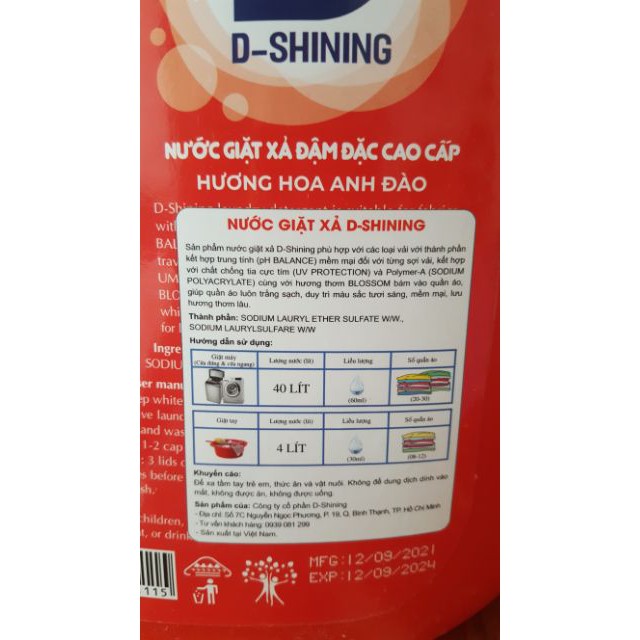 D-SHINING
NƯỚC GIẶT XẢ ĐẬM ĐẶC CAO CẤP
HƯƠNG HOA ANH ĐÀO
NƯỚC GIẶT XẢ D-SHINING
Sản phẩm nước giặt xả D-Shining phù hợp với các loại vải với thành phần
kết hợp trung tính (pH BALANCE) mềm mại đối với từng sợi vải, kết hợp
với chất chống tia cực tím (UV PROTECTION) và Polymer-A (SODIUM
POLYACRYLATE) cùng với hương thơm BLOSSOM bám vào quần áo,
giúp quần áo luôn trắng sạch, duy trì màu sắc tươi sáng, mềm mại, lưu
hương thơm lâu.
Thành phần: SODIUM LAURYL ETHER SULFATE W/W.,
SODIUM LAURYLSULFARE W/W
Hướng dẫn sử dụng:
Giặt máy Lượng nước (lít) Liều lượng Số quần áo
(Cửa đứng & cửa ngang)
40 LÍT (60ml) (20-30)
Giặt tay Lượng nước (lít) Liều lượng Số quần áo
4 LÍT (30ml) (08-12)
Khuyến cáo:
Để xa tầm tay trẻ em, thức ăn và vật nuôi. Không để dung dịch dính vào
mắt, không được ăn, không được uống.
Sản phẩm của: Công ty cổ phần D-Shining
- Địa chỉ: Số 7C Nguyễn Ngọc Phương, P. 19, Q, Bình Thạnh, TP. Hồ Chí Minh
- Tư vấn khách hàng: 0939 081 299
- Sản xuất tại Việt Nam.
MFG:12/09/2021
EXP:12/09/2024
115